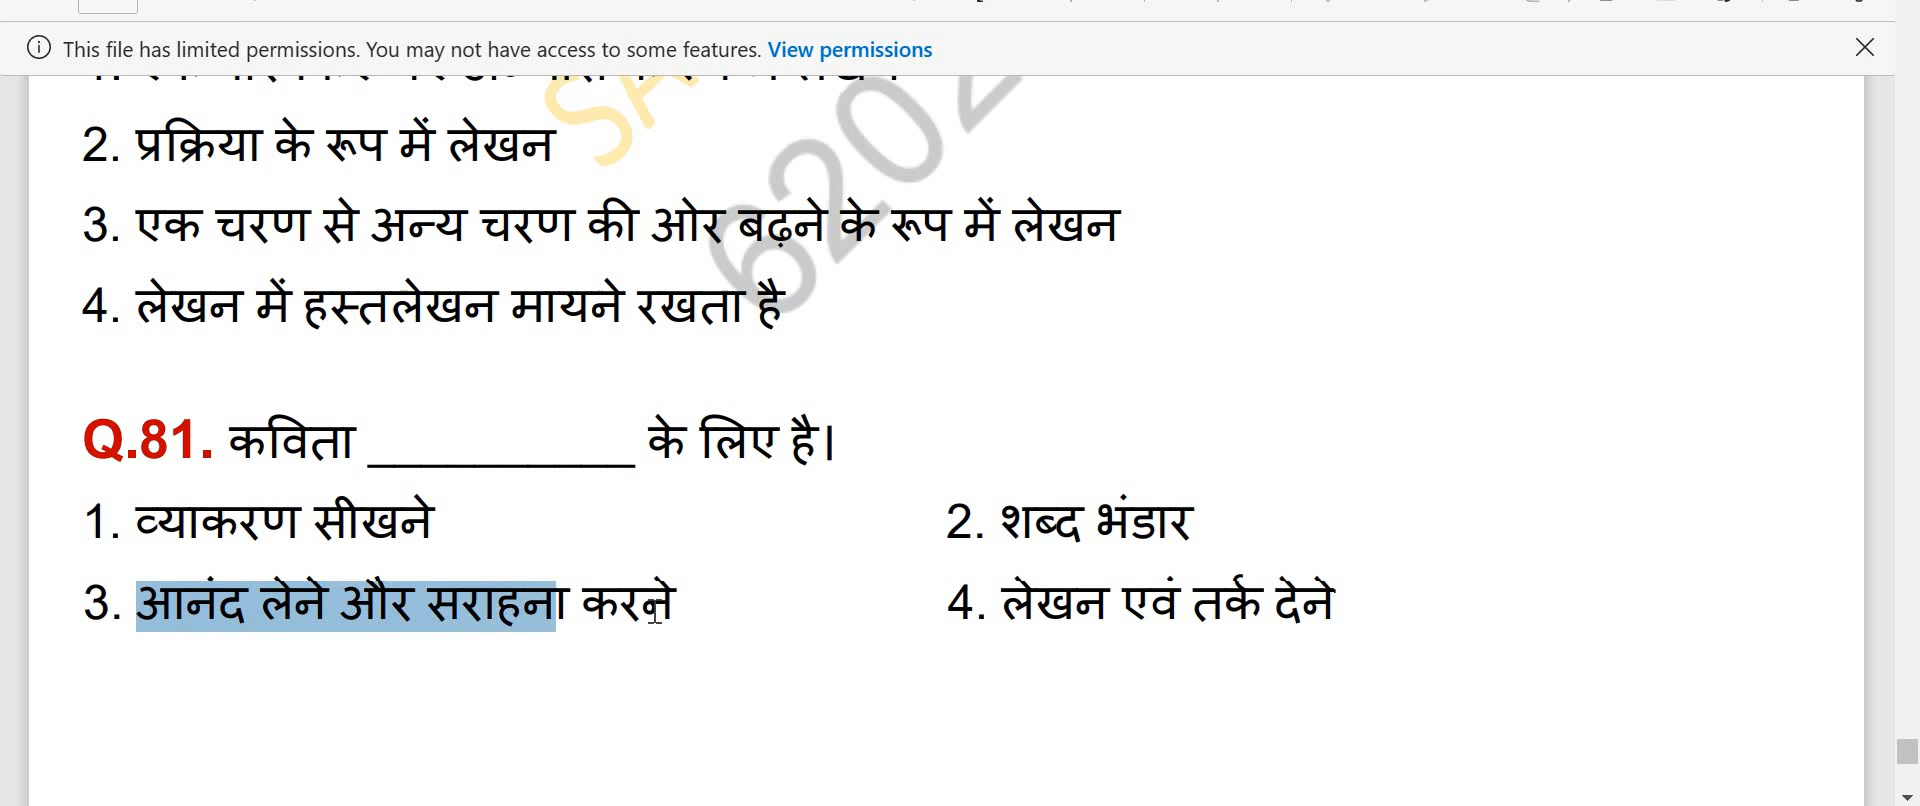 This file has limited permissions. You may not have access to some features. View permissions
SA
6202
2. प्रक्रिया के रूप में लेखन
3. एक चरण से अन्य चरण की ओर बढ़ने के रूप में लेखन
4. लेखन में हस्तलेखन मायने रखता है
Q.81. कविता __________ के लिए है।
1. व्याकरण सीखने
2. शब्द भंडार
3. आनंद लेने और सराहना करने
4. लेखन एवं तर्क देने